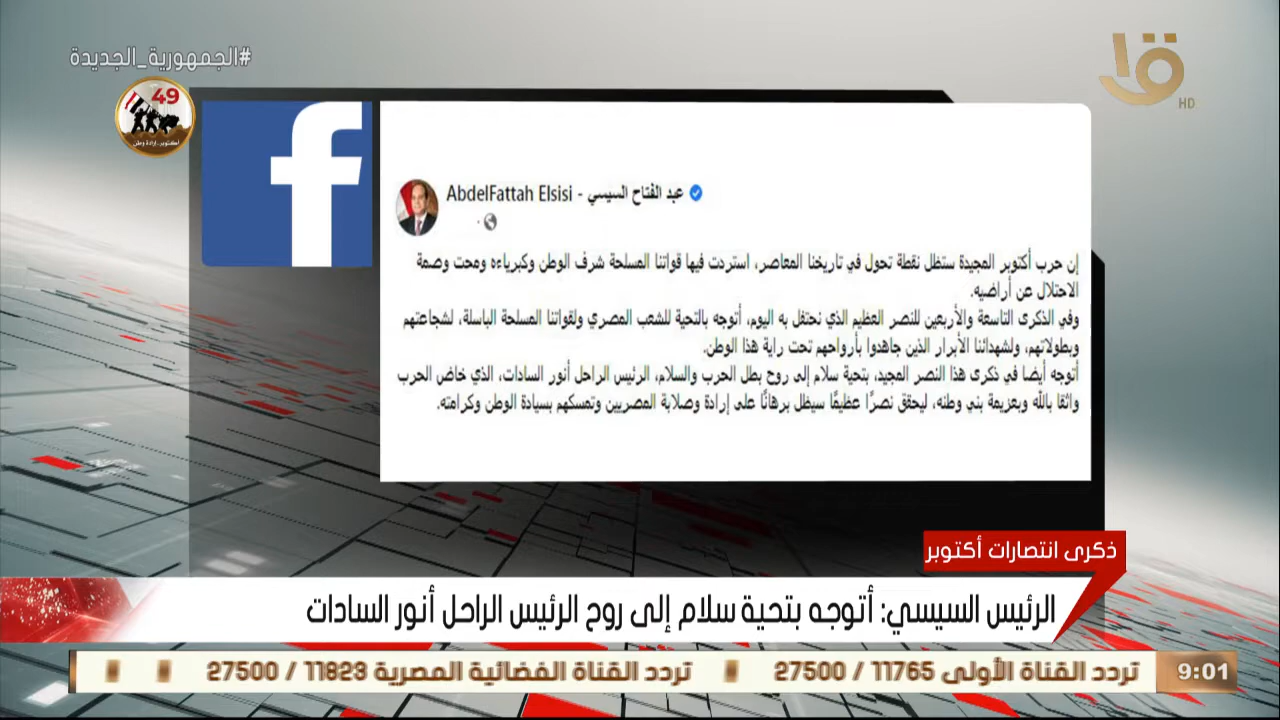 #الجمهورية_الجديدة
HD
49
أكتوبر.. إرادة وطن
AbdelFattah Elsisi - عبد الفتاح السيسي
إن حرب أكتوبر المجيدة ستظل نقطة تحول في تاريخنا المعاصر، استردت فيها قواتنا المسلحة شرف الوطن وكبرياءه ومحت وصمة
الاحتلال عن أراضيه.
وفي الذكرى التاسعة والأربعين للنصر العظيم الذي نحتفل به اليوم، أتوجه بالتحية للشعب المصري ولقواتنا المسلحة الباسلة، لشجاعتهم
وبطولاتهم، ولشهدائنا الأبرار الذين جاهدوا بأرواحهم تحت راية هذا الوطن.
أتوجه أيضا في ذكرى هذا النصر المجيد، بتحية سلام إلى روح بطل الحرب والسلام، الرئيس الراحل أنور السادات، الذي خاض الحرب
واثقا بالله وبعزيمة بني وطنه، ليحقق نصرًا عظيمًا سيظل برهانًا على إرادة وصلابة المصريين وتمسكهم بسيادة الوطن وكرامته.
ذكرى انتصارات أكتوبر
الرئيس السيسي: أتوجه بتحية سلام إلى روح الرئيس الراحل أنور السادات
9:01 تردد القناة الأولى 11765 / 27500 تردد القناة الفضائية المصرية 11823 / 27500